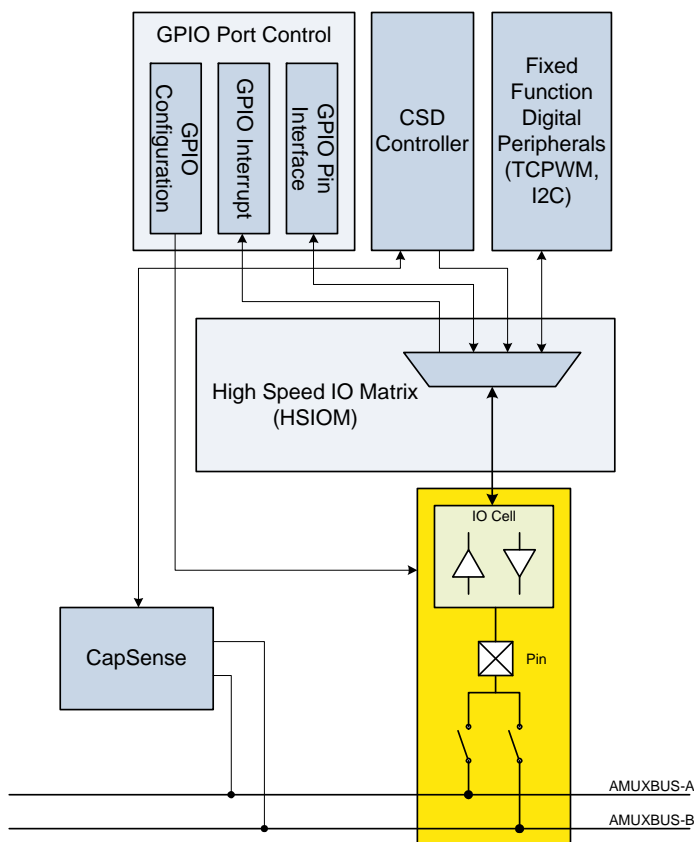 GPIO Port Control
GPIO
Configuration
GPIO Interrupt
GPIO Pin
Interface
CSD
Controller
Fixed
Function
Digital
Peripherals
(TCPWM,
I2C)
High Speed IO Matrix
(HSIOM)
IO Cell
CapSense
Pin
AMUXBUS-A
AMUXBUS-B